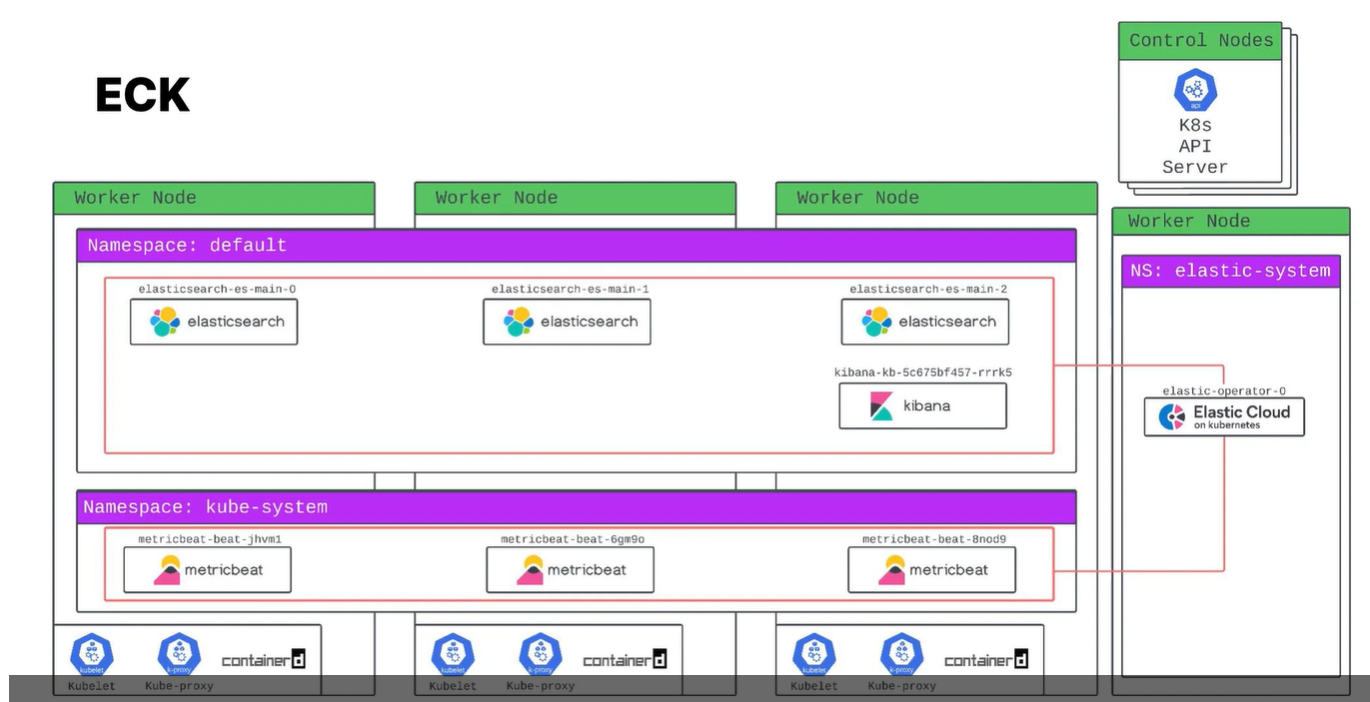 ECK
Control Nodes
api
K8s
API
Server
Worker Node
Worker Node
Worker Node
Worker Node
Namespace: default
NS: elastic-system
elasticsearch-es-main-0
elasticsearch-es-main-1
elasticsearch-es-main-2
elasticsearch
elasticsearch
elasticsearch
kibana-kb-5c675bf457-rrrk5
kibana
elastic-operator-0
Elastic Cloud
on kubernetes
Namespace: kube-system
metricbeat-beat-jhvm1
metricbeat-beat-6gm9o
metricbeat-beat-8nod9
metricbeat
metricbeat
metricbeat
kubelet
k-proxy
containerd
kubelet
k-proxy
containerd
kubelet
k-proxy
containerd
Kubelet
Kube-proxy
Kubelet
Kube-proxy
Kubelet
Kube-proxy